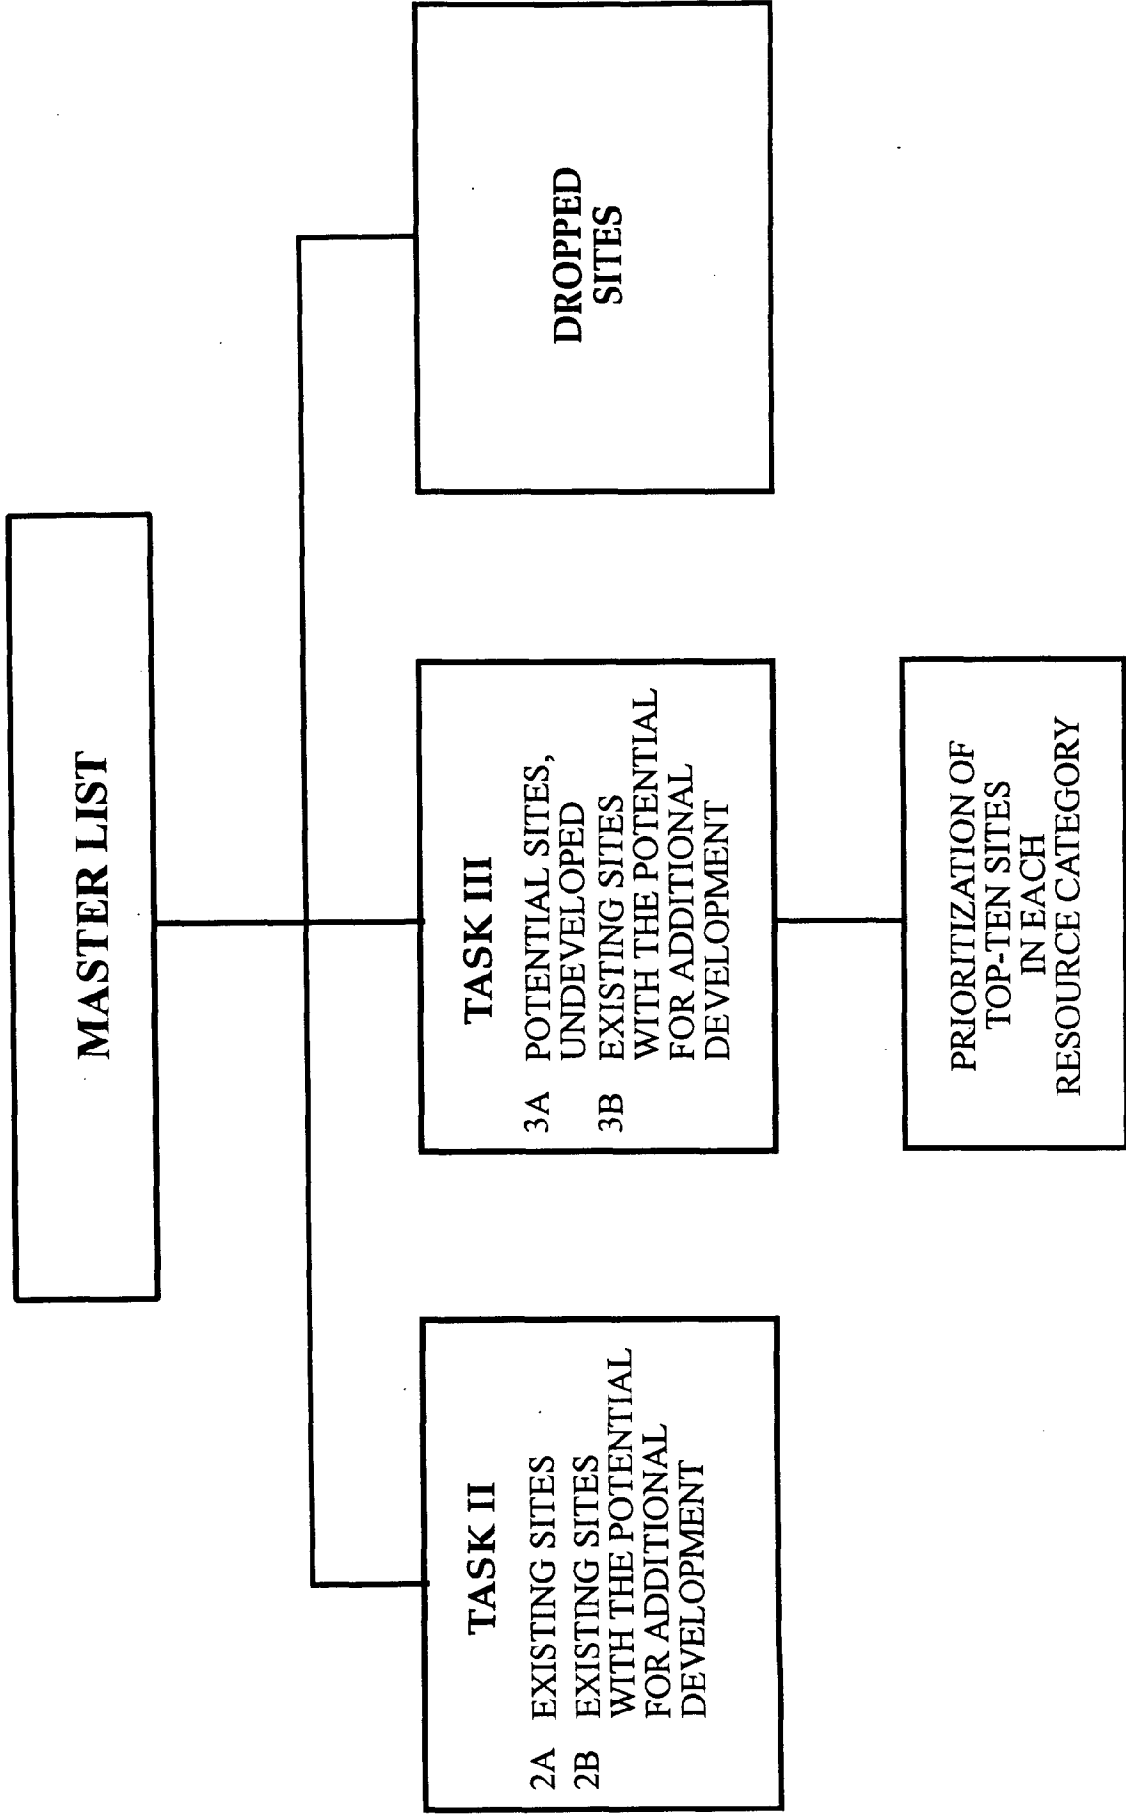 MASTER LIST
TASK II
2A EXISTING SITES
2B EXISTING SITES
WITH THE POTENTIAL
FOR ADDITIONAL
DEVELOPMENT
TASK III
3A POTENTIAL SITES,
UNDEVELOPED
3B EXISTING SITES
WITH THE POTENTIAL
FOR ADDITIONAL
DEVELOPMENT
DROPPED
SITES
PRIORITIZATION OF
TOP-TEN SITES
IN EACH
RESOURCE CATEGORY